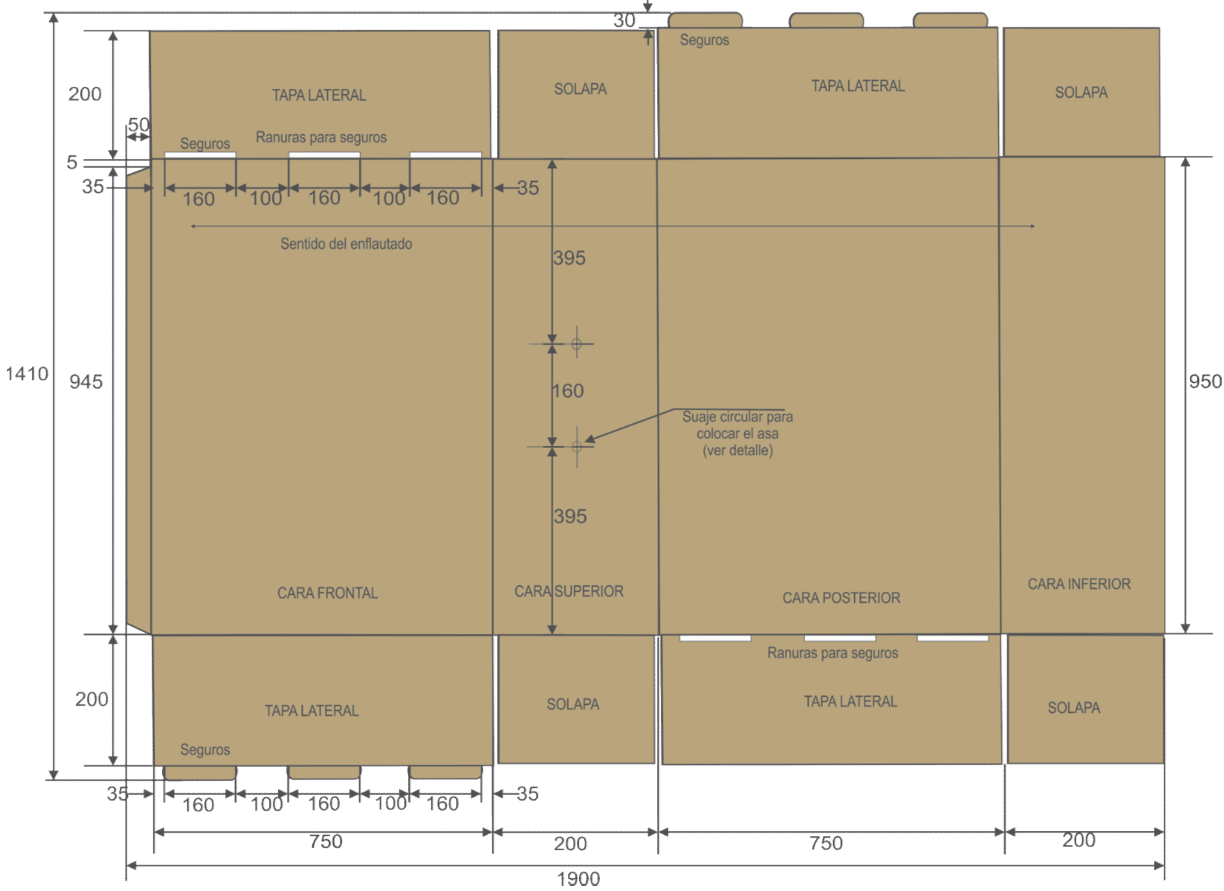 30
Seguros
200
TAPA LATERAL
SOLAPA
TAPA LATERAL
SOLAPA
50
Seguros
Ranuras para seguros
5
35
160
100
160
100
160
35
Sentido del enflautado
395
1410
945
160
950
Suaje circular para
colocar el asa
(ver detalle)
395
CARA FRONTAL
CARA SUPERIOR
CARA POSTERIOR
CARA INFERIOR
Ranuras para seguros
200
TAPA LATERAL
SOLAPA
TAPA LATERAL
SOLAPA
Seguros
35
160
100
160
100
160
35
750
200
750
200
1900